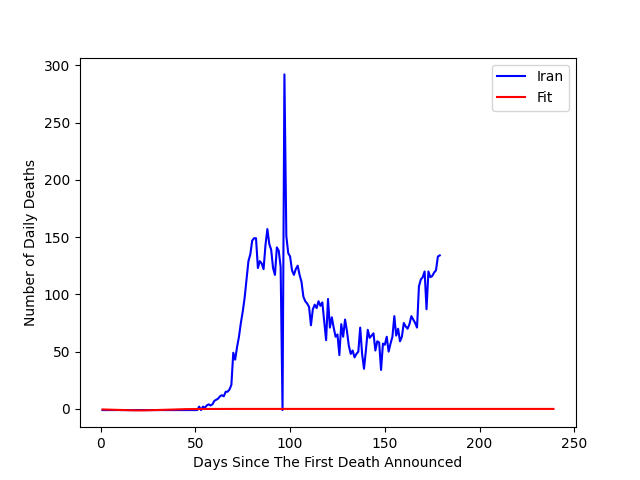 300
250
200
150
100
50
0
Number of Daily Deaths
Iran
Fit
0 50 100 150 200 250
Days Since The First Death Announced